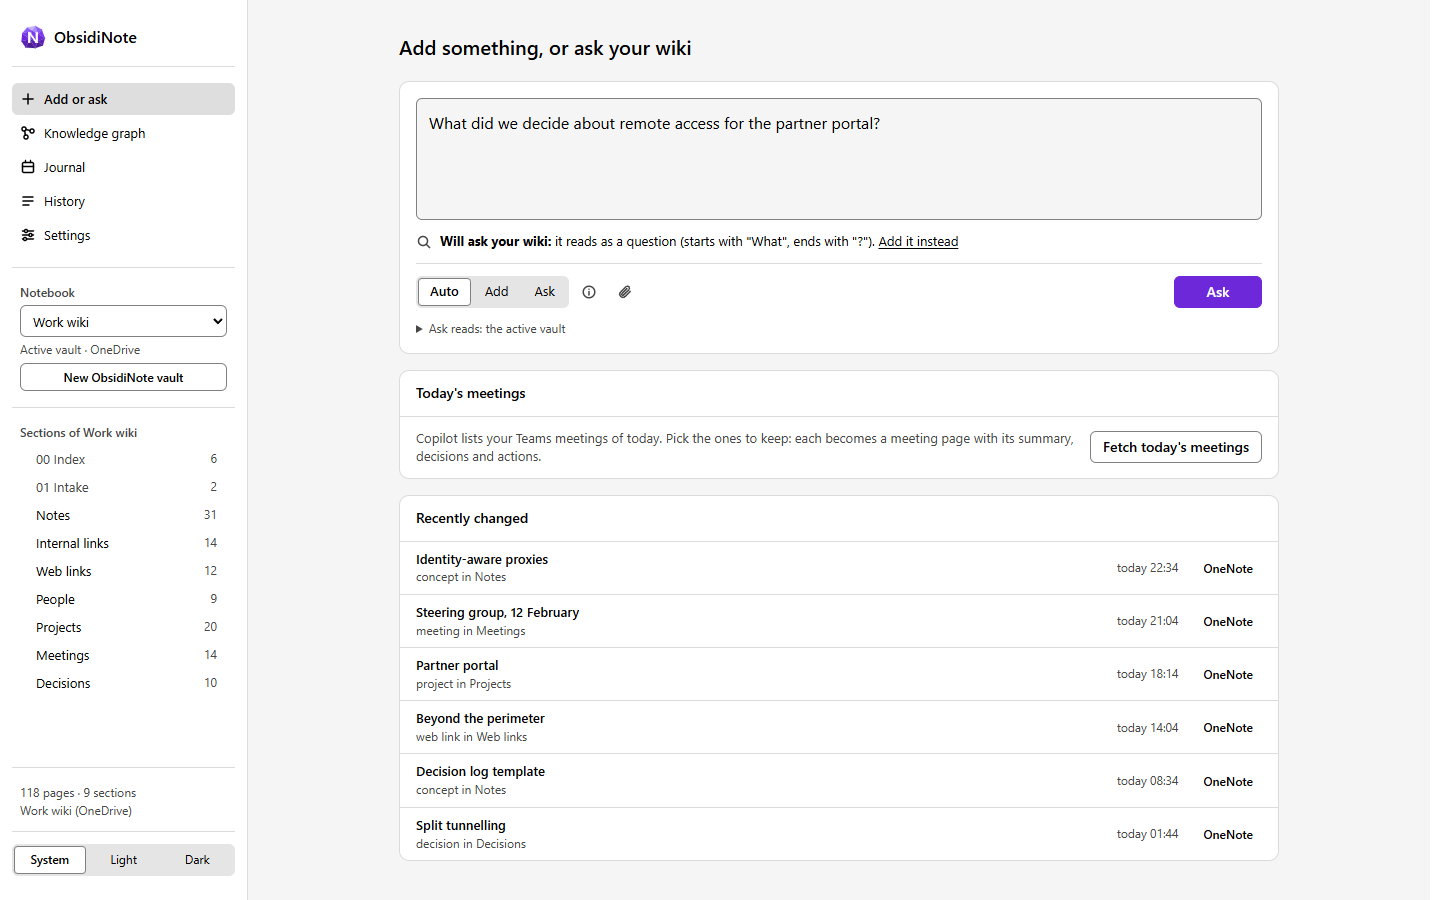 ObsidiNote
Add or ask
Knowledge graph
Journal
History
Settings
Notebook
Work wiki
Active vault · OneDrive
New ObsidiNote vault
Sections of Work wiki
00 Index 6
01 Intake 2
Notes 31
Internal links 14
Web links 12
People 9
Projects 20
Meetings 14
Decisions 10
118 pages · 9 sections
Work wiki (OneDrive)
System Light Dark
Add something, or ask your wiki
What did we decide about remote access for the partner portal?
Will ask your wiki: it reads as a question (starts with "What", ends with "?"). Add it instead
Auto Add Ask Ask
Ask reads: the active vault
Today's meetings
Copilot lists your Teams meetings of today. Pick the ones to keep: each becomes a meeting page with its summary,
decisions and actions.
Fetch today's meetings
Recently changed
Identity-aware proxies
concept in Notes
today 22:34 OneNote
Steering group, 12 February
meeting in Meetings
today 21:04 OneNote
Partner portal
project in Projects
today 18:14 OneNote
Beyond the perimeter
web link in Web links
today 14:04 OneNote
Decision log template
concept in Notes
today 08:34 OneNote
Split tunnelling
decision in Decisions
today 01:44 OneNote